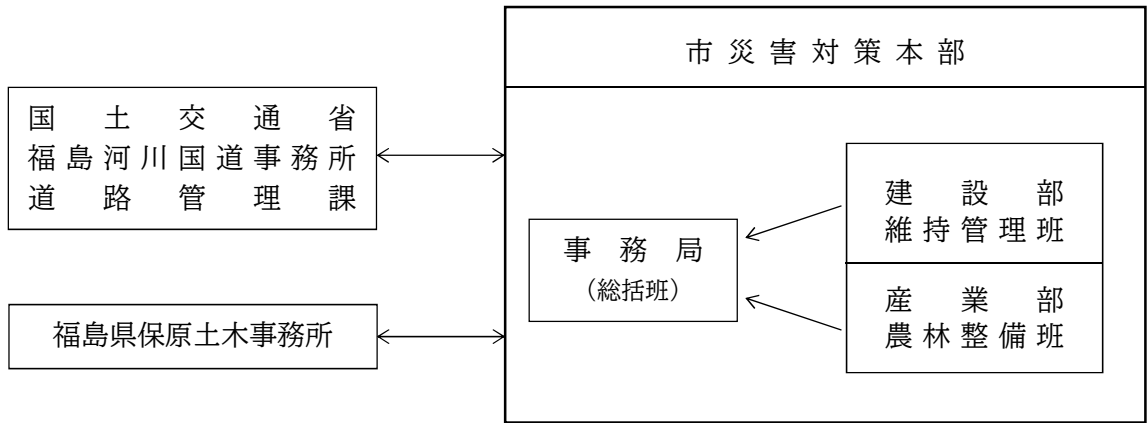 市災害対策本部
国土交通省
福島河川国道事務所
道路管理課
福島県保原土木事務所
事務局
（総括班）
建設部
維持管理班
産業部
農林整備班